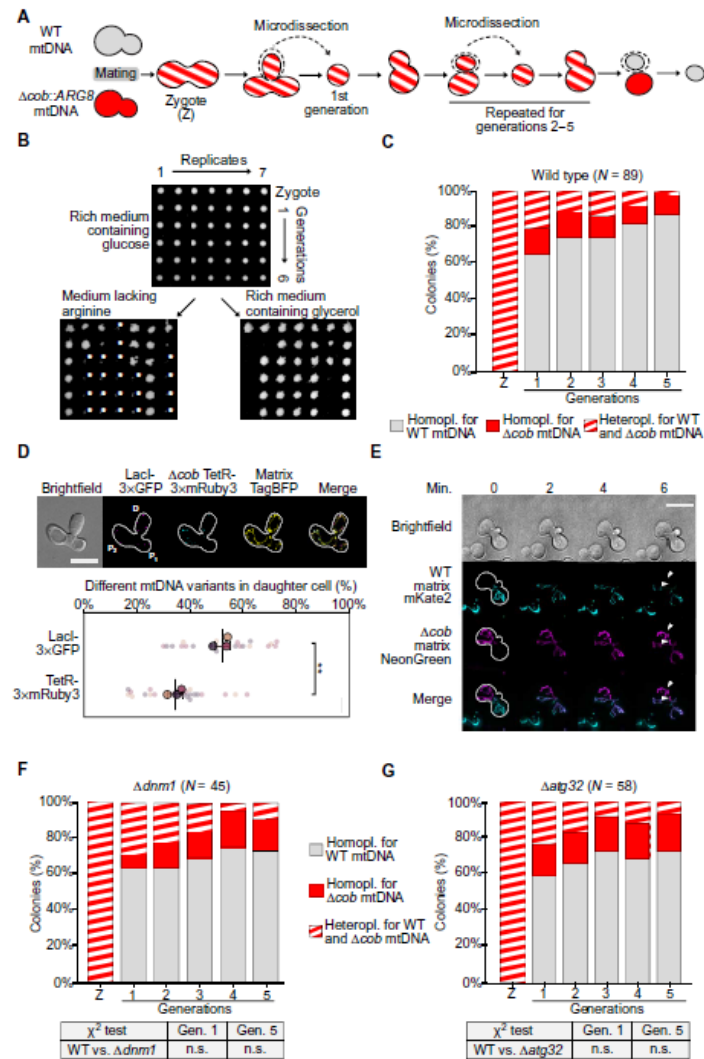 A
WT
mtDNA
Mating
Δcob::ARG8
mtDNA
Zygote
(Z)
Microdissection
1st
generation
Microdissection
Repeated for
generations 2–5
B
Replicates
1 7
Zygote
1
Generations
6
Rich medium
containing
glucose
Medium lacking
arginine
Rich medium
containing glycerol
C
Wild type (N = 89)
Colonies (%)
100%
80%
60%
40%
20%
0%
Z 1 2 3 4 5
Generations
Homopl. for
WT mtDNA
Homopl. for
Δcob mtDNA
Heteropl. for WT
and Δcob mtDNA
D
Brightfield
LacI-
3×GFP
Δcob TetR-
3×mRuby3
Matrix
TagBFP
Merge
D
P2
P1
Different mtDNA variants in daughter cell (%)
0% 20% 40% 60% 80% 100%
LacI-
3×GFP
TetR-
3×mRuby3
**
E
Min. 0 2 4 6
Brightfield
WT
matrix
mKate2
Δcob
matrix
NeonGreen
Merge
F
Δdnm1 (N = 45)
Colonies (%)
100%
80%
60%
40%
20%
0%
Z 1 2 3 4 5
Generations
Homopl. for
WT mtDNA
Homopl. for
Δcob mtDNA
Heteropl. for WT
and Δcob mtDNA
χ2 test Gen. 1 Gen. 5
WT vs. Δdnm1 n.s. n.s.
G
Δatg32 (N = 58)
Colonies (%)
100%
80%
60%
40%
20%
0%
Z 1 2 3 4 5
Generations
χ2 test Gen. 1 Gen. 5
WT vs. Δatg32 n.s. n.s.